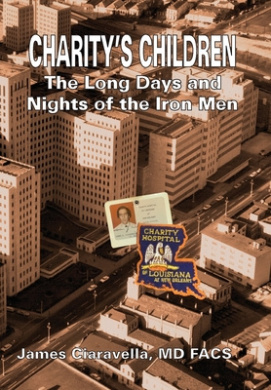 CHARITY'S CHILDREN
The Long Days and
Nights of the Iron Men
CHARITY
HOSPITAL
OF LOUISIANA
AT NEW ORLEANS
James Ciaravella, MD FACS